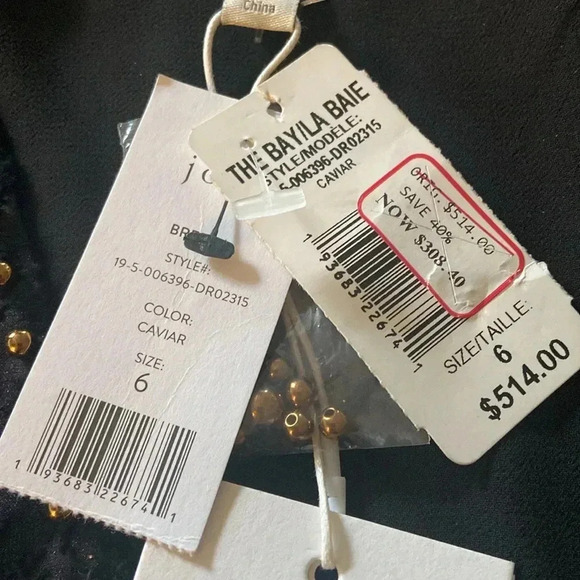 China
THE BAY/LA BAIE
STYLE/MODÈLE:
5-006396-DR02315
CAVIAR
ORIG. $514.00
SAVE 40%
NOW $308.40
1 93683 22674 1
SIZE/TAILLE:
6
$514.00
STYLE#:
19-5-006396-DR02315
COLOR:
CAVIAR
SIZE:
6
1 93683 22674 1